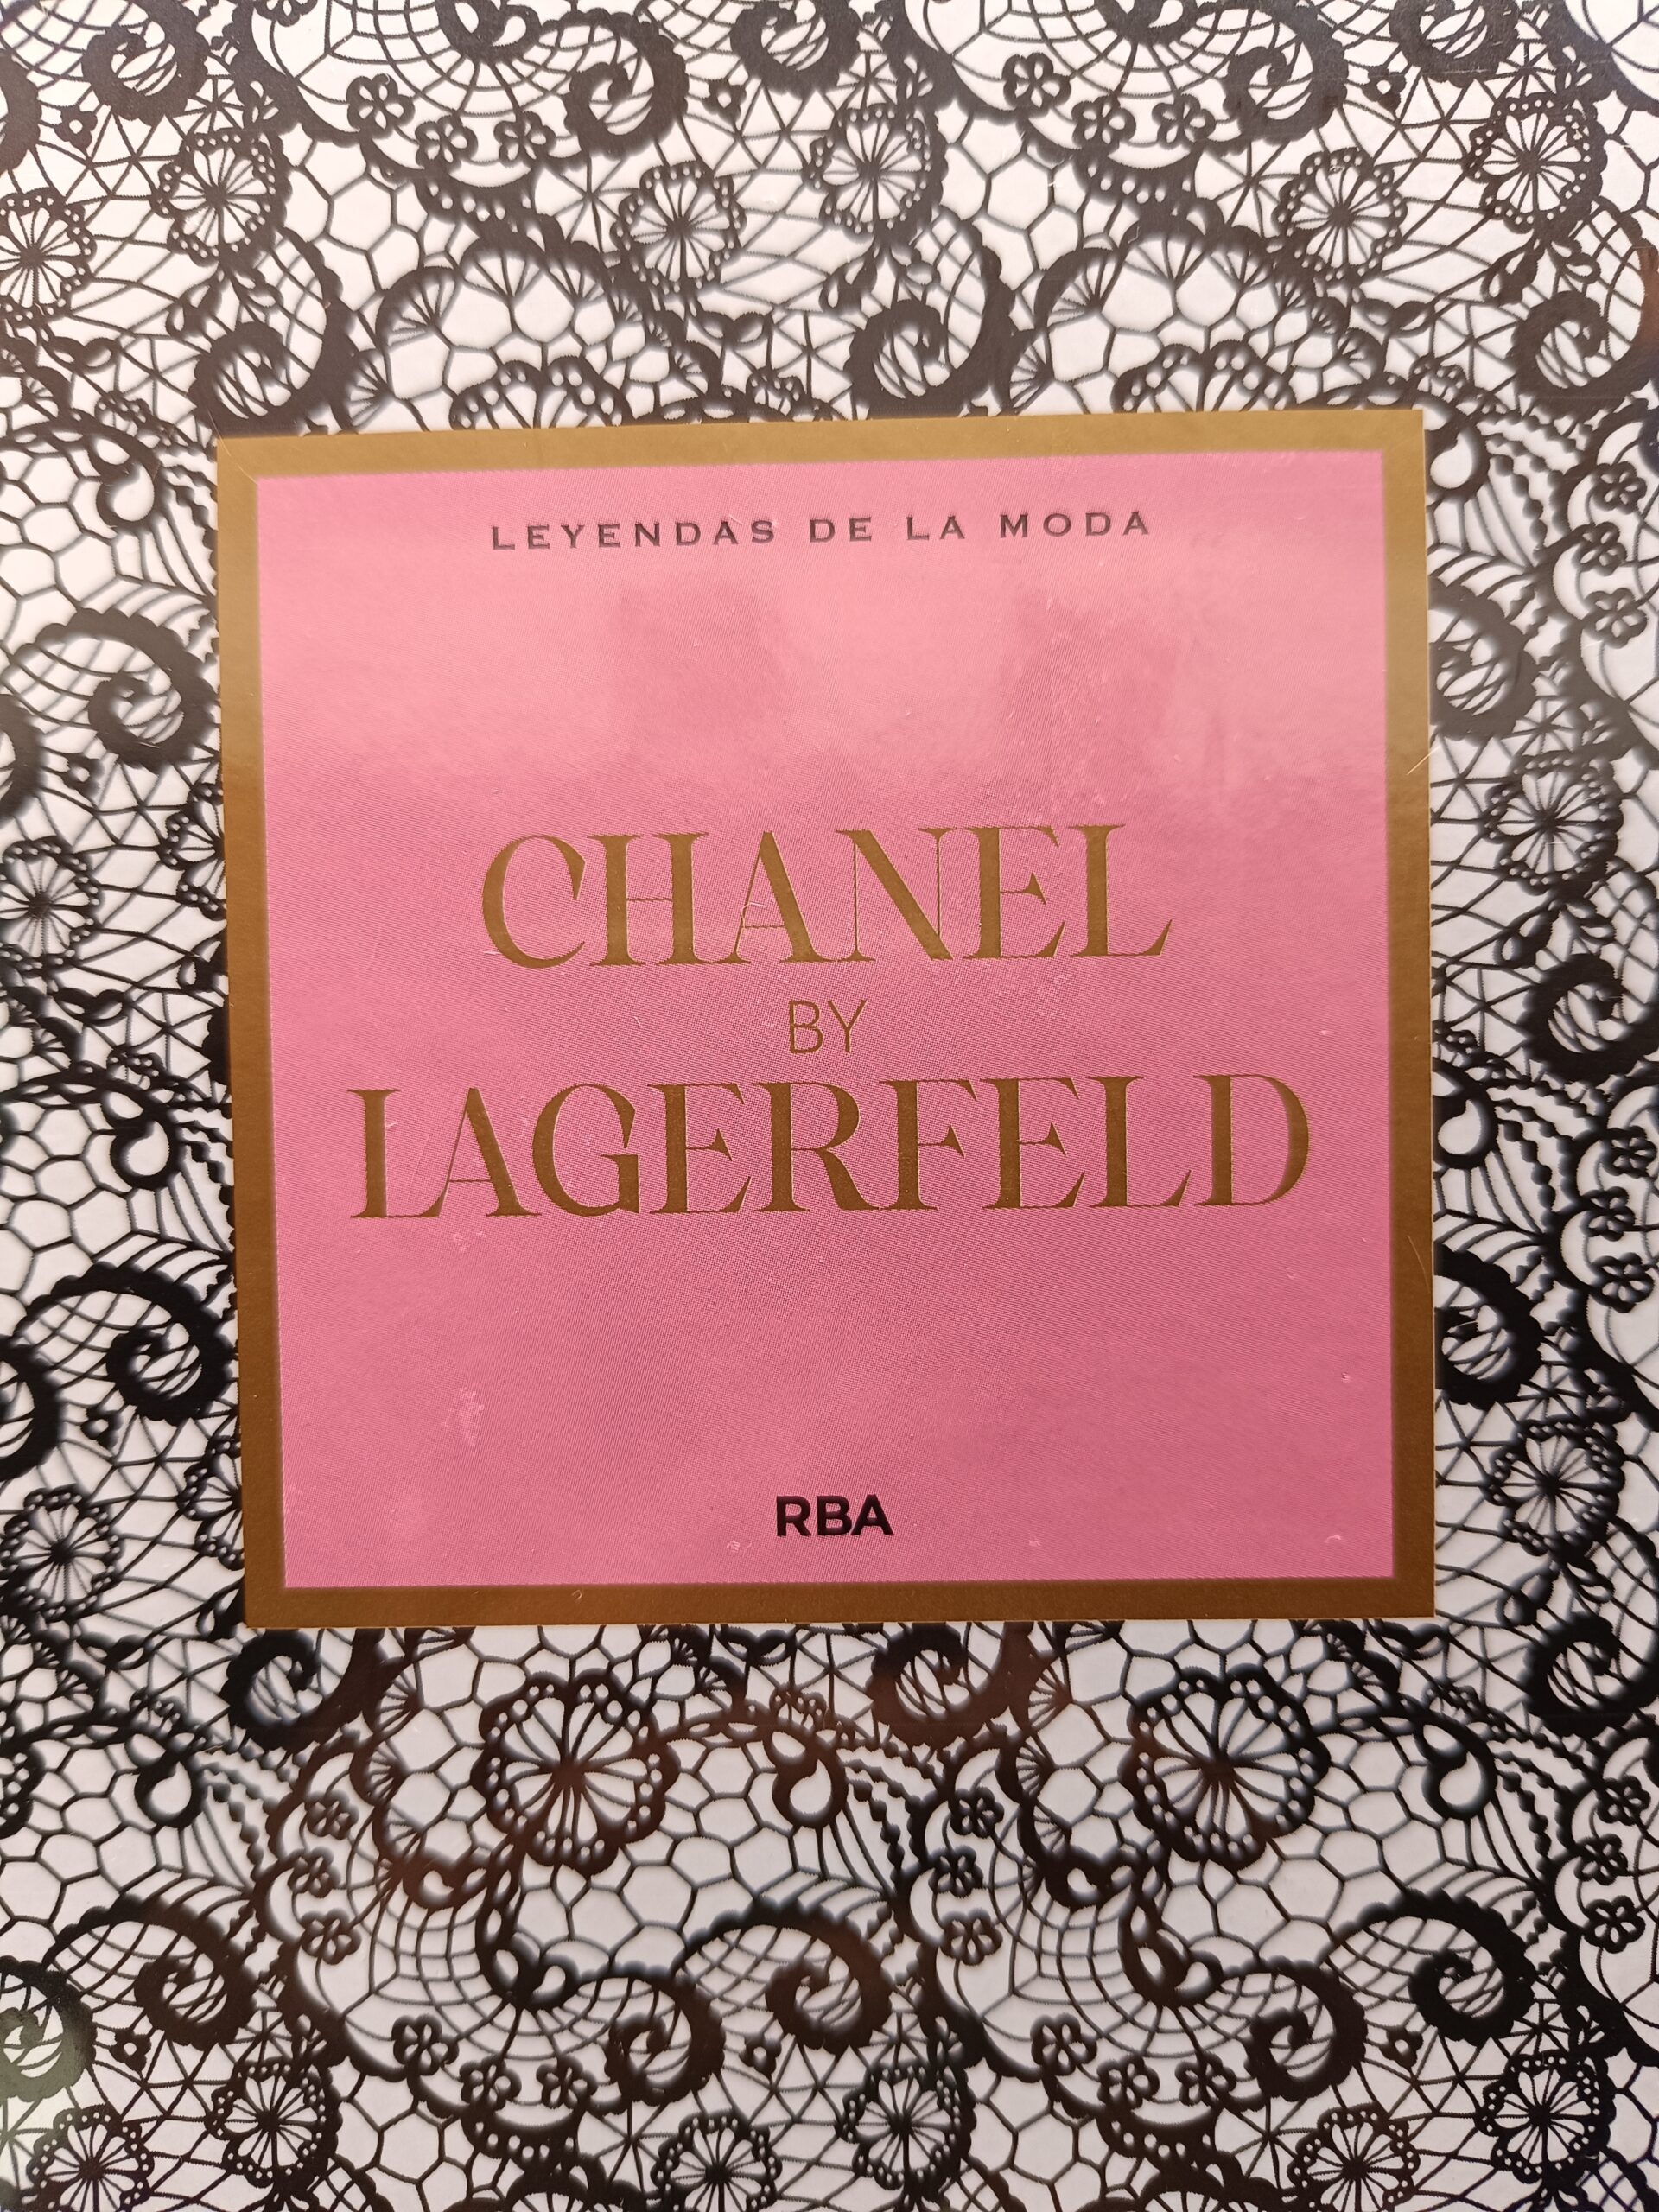 LEYENDAS DE LA MODA
CHANEL
BY
LAGERFELD
RBA